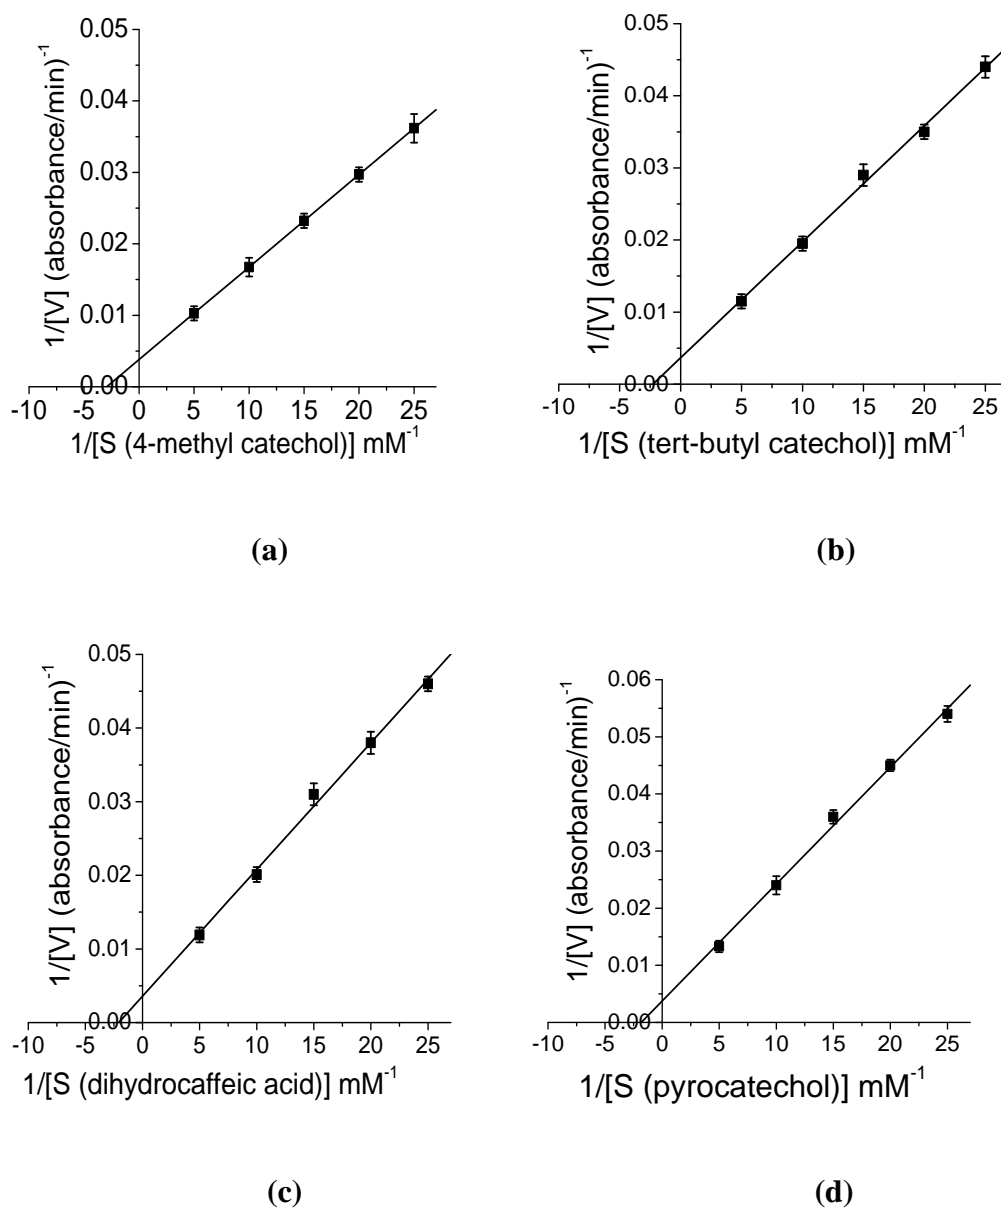 0.05
0.04
0.03
0.02
0.01
0.00
-10 -5 0 5 10 15 20 25
1/[V] (absorbance/min)⁻¹
1/[S (4-methyl catechol)] mM⁻¹
(a)
0.05
0.04
0.03
0.02
0.01
0.00
-10 -5 0 5 10 15 20 25
1/[V] (absorbance/min)⁻¹
1/[S (tert-butyl catechol)] mM⁻¹
(b)
0.05
0.04
0.03
0.02
0.01
0.00
-10 -5 0 5 10 15 20 25
1/[V] (absorbance/min)⁻¹
1/[S (dihydrocaffeic acid)] mM⁻¹
(c)
0.06
0.05
0.04
0.03
0.02
0.01
0.00
-10 -5 0 5 10 15 20 25
1/[V] (absorbance/min)⁻¹
1/[S (pyrocatechol)] mM⁻¹
(d)